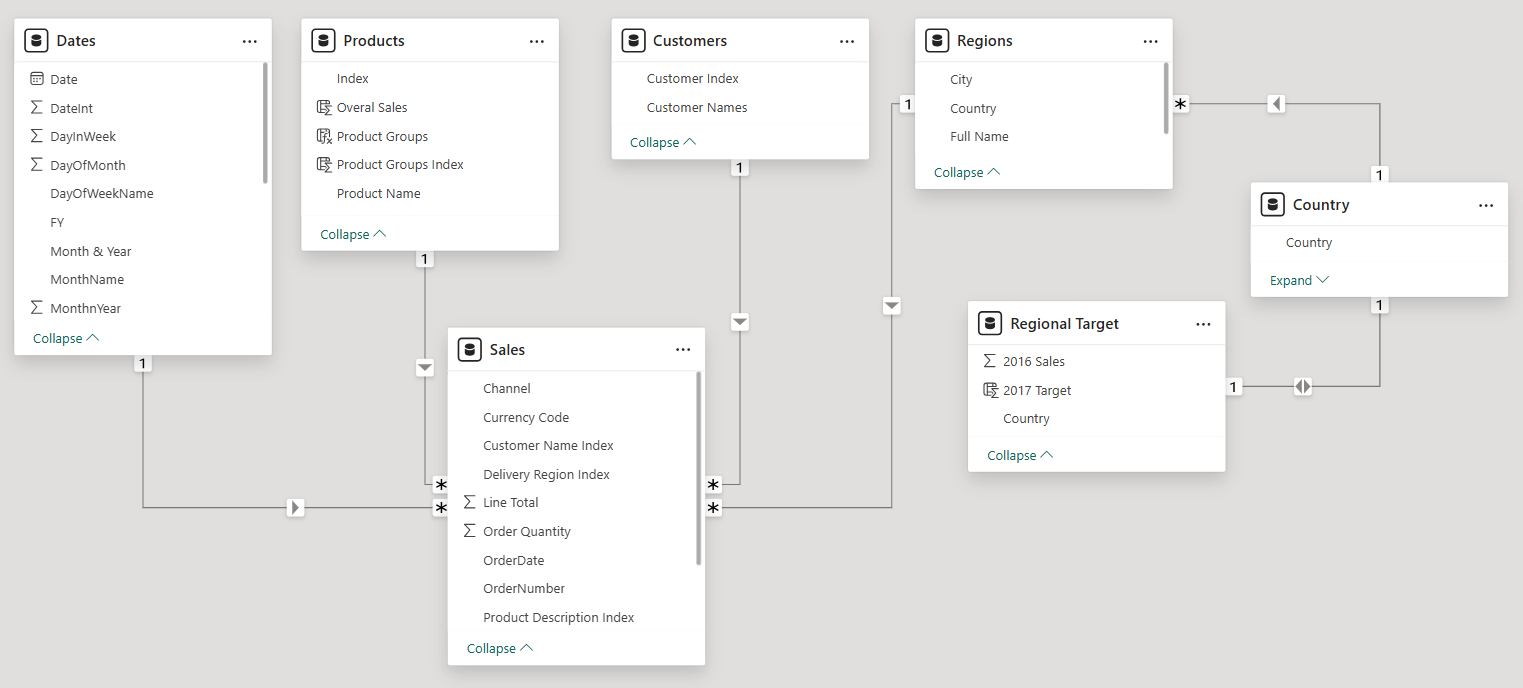 Dates
...
Date
DateInt
DayInWeek
DayOfMonth
DayOfWeekName
FY
Month & Year
MonthName
MonthnYear
Collapse
1
Products
...
Index
Overal Sales
Product Groups
Product Groups Index
Product Name
Collapse
1
Customers
...
Customer Index
Customer Names
Collapse
1
Regions
...
City
Country
Full Name
Collapse
1
*
1
Country
...
Country
Expand
1
Regional Target
...
Σ 2016 Sales
2017 Target
Country
Collapse
1
Sales
...
Channel
Currency Code
Customer Name Index
Delivery Region Index
Σ Line Total
Σ Order Quantity
OrderDate
OrderNumber
Product Description Index
Collapse
*
*
*
*